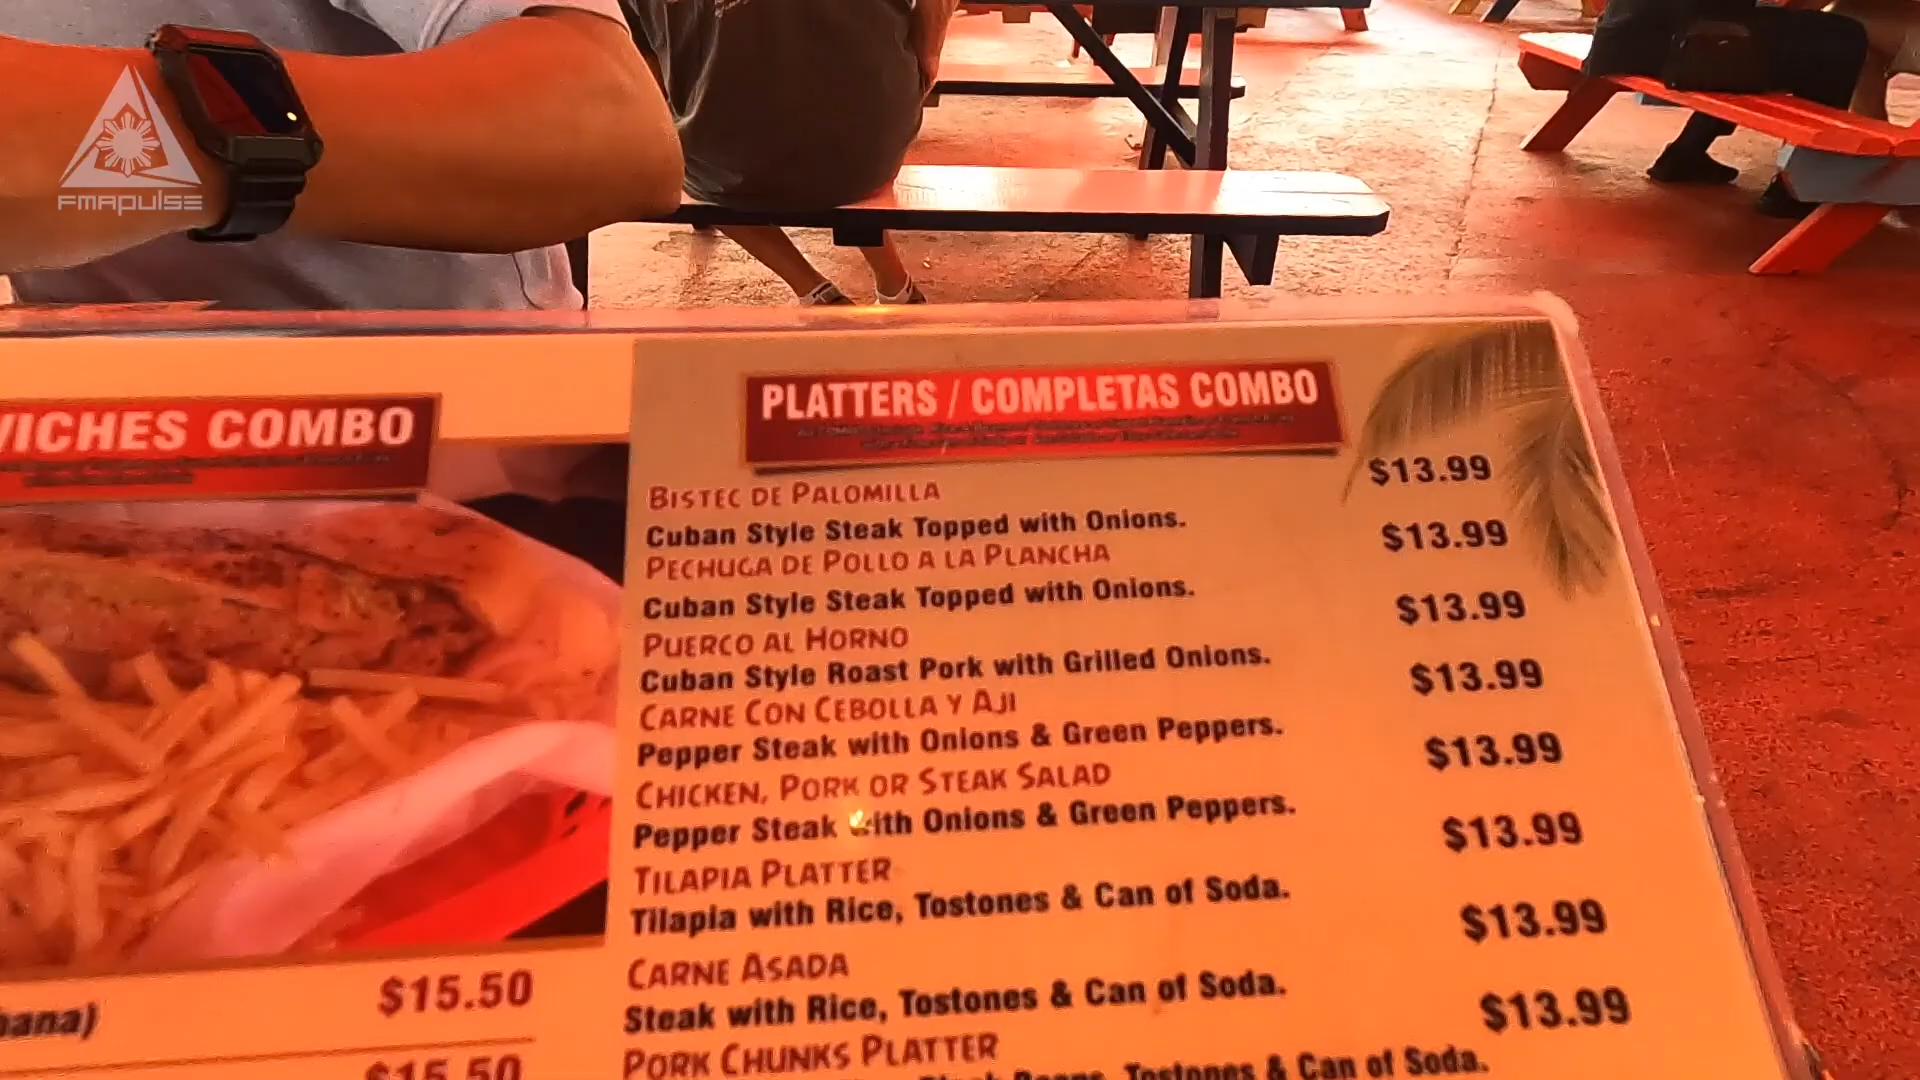 FMApulse
VICHES COMBO
PLATTERS / COMPLETAS COMBO
BISTEC DE PALOMILLA $13.99
Cuban Style Steak Topped with Onions.
PECHUGA DE POLLO A LA PLANCHA $13.99
Cuban Style Steak Topped with Onions.
PUERCO AL HORNO $13.99
Cuban Style Roast Pork with Grilled Onions.
CARNE CON CEBOLLA Y AJI $13.99
Pepper Steak with Onions & Green Peppers.
CHICKEN, PORK OR STEAK SALAD $13.99
Pepper Steak with Onions & Green Peppers.
TILAPIA PLATTER $13.99
Tilapia with Rice, Tostones & Can of Soda.
CARNE ASADA $13.99
Steak with Rice, Tostones & Can of Soda.
PORK CHUNKS PLATTER $13.99
Beans, Tostones & Can of Soda.
bana) $15.50
$15.50